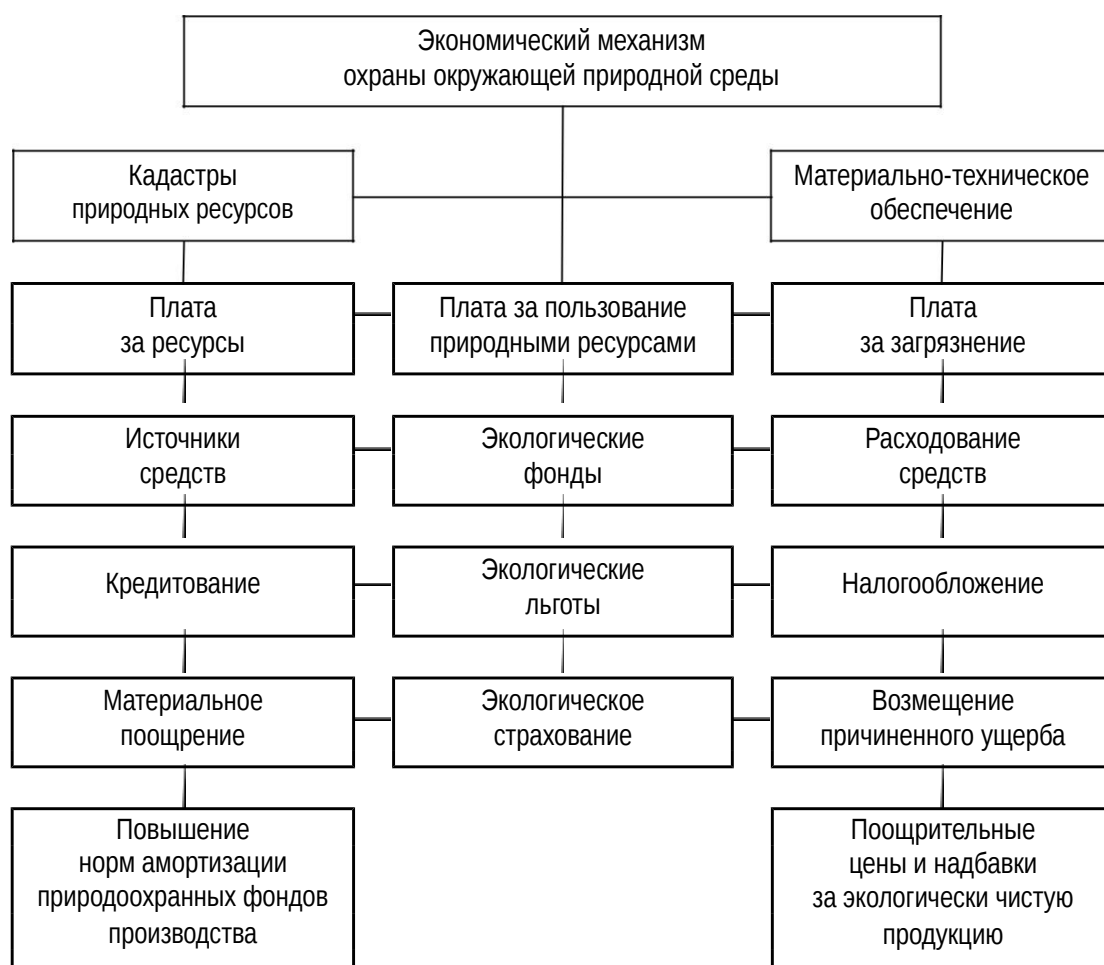 Экономический механизм
охраны окружающей природной среды
Кадастры
природных ресурсов
Материально-техническое
обеспечение
Плата
за ресурсы
Плата за пользование
природными ресурсами
Плата
за загрязнение
Источники
средств
Экологические
фонды
Расходование
средств
Кредитование
Экологические
льготы
Налогообложение
Материальное
поощрение
Экологическое
страхование
Возмещение
причиненного ущерба
Повышение
норм амортизации
природоохранных фондов
производства
Поощрительные
цены и надбавки
за экологически чистую
продукцию